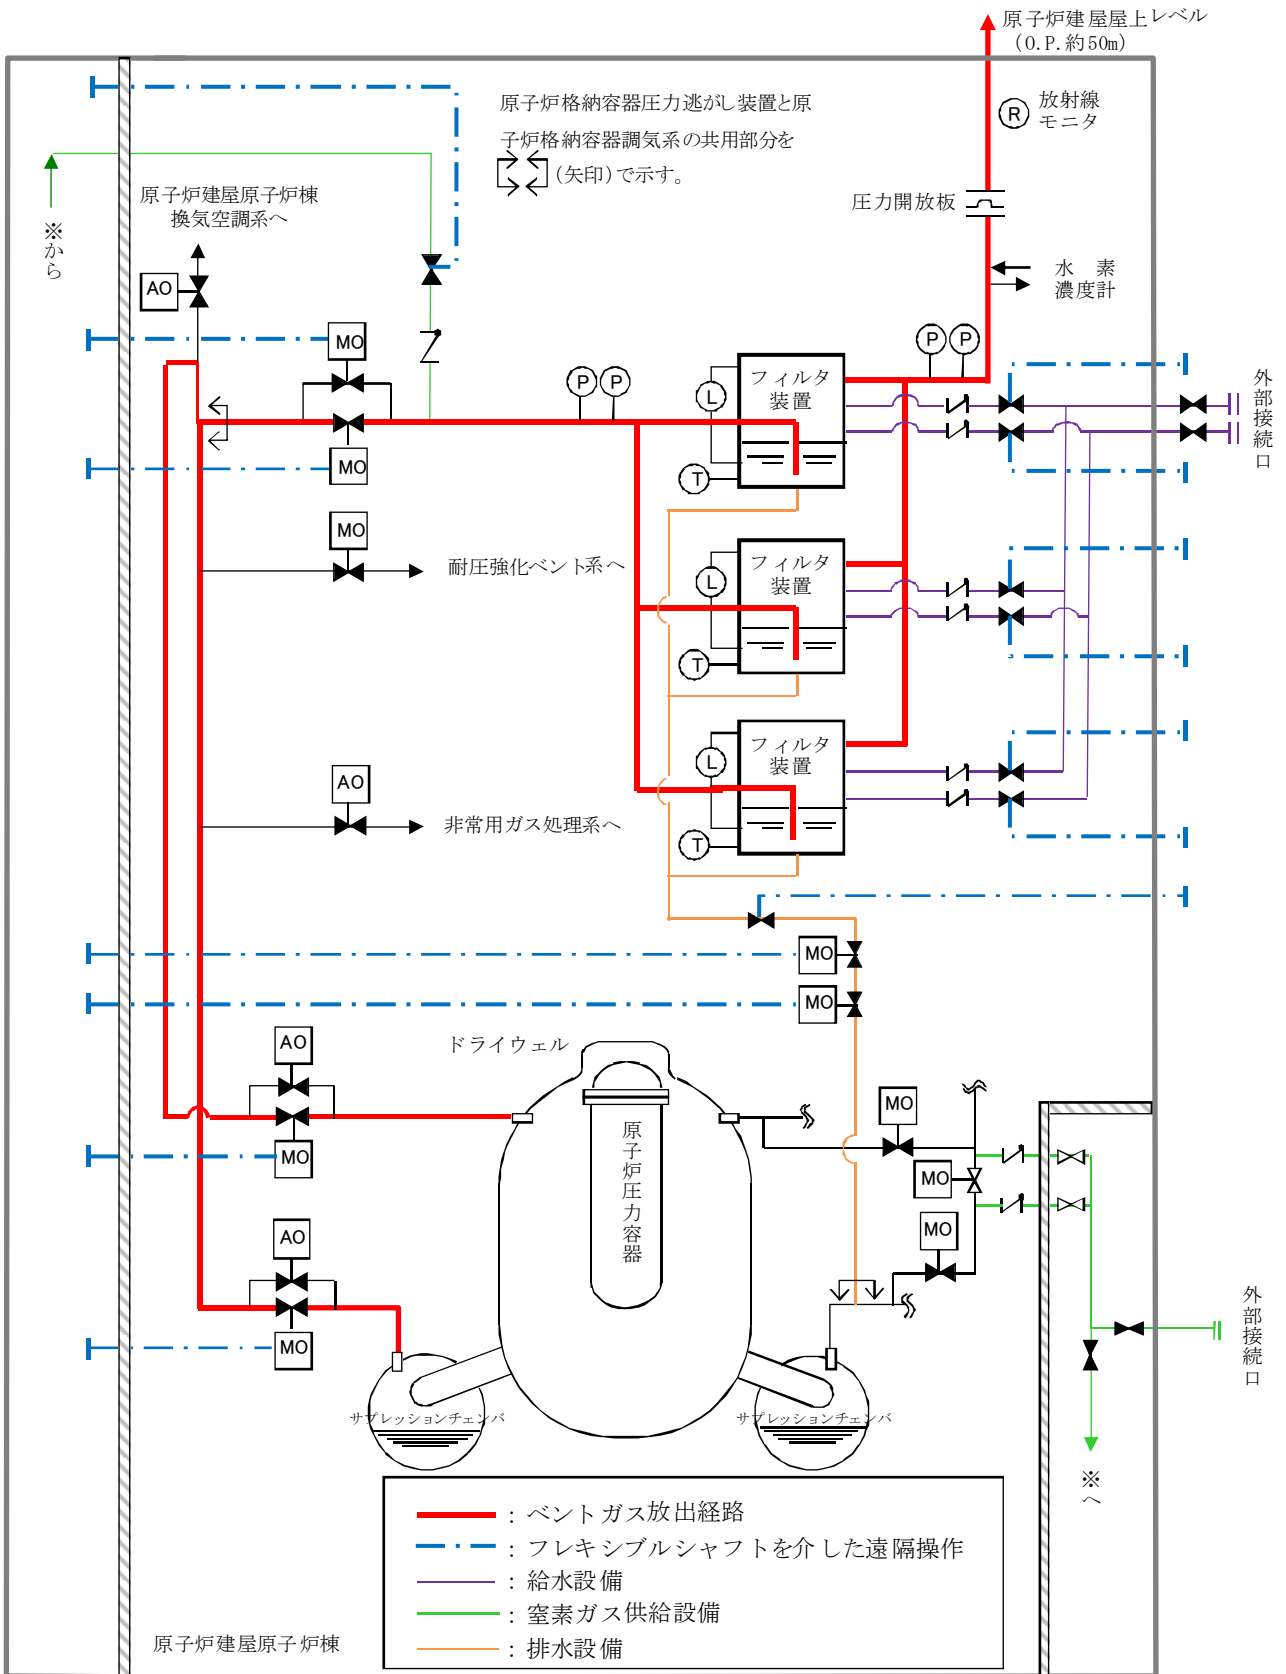 原子炉建屋屋上レベル
(O.P.約50m)
放射線
モニタ
原子炉格納容器圧力逃がし装置と原
子炉格納容器調気系の共用部分を
(矢印)で示す。
R
圧力開放板
原子炉建屋原子炉棟
換気空調系へ
※から
水 素
濃度計
AO
MO
P
P
P
P
MO
L
フィルタ
装置
T
外部接続口
MO
耐圧強化ベント系へ
L
フィルタ
装置
T
AO
非常用ガス処理系へ
L
フィルタ
装置
T
MO
MO
ドライウェル
AO
MO
原子炉圧力容器
MO
MO
MO
AO
MO
サプレッションチェンバ
サプレッションチェンバ
外部接続口
※へ
:ベントガス放出経路
:フレキシブルシャフトを介した遠隔操作
:給水設備
:窒素ガス供給設備
:排水設備
原子炉建屋原子炉棟